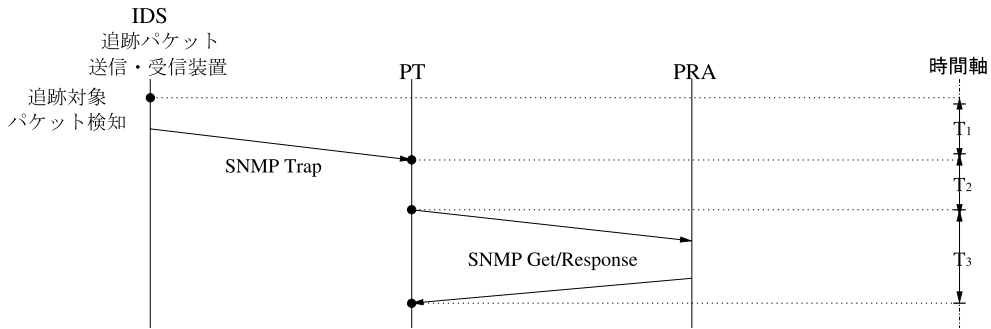 IDS
追跡パケット
送信・受信装置
PT
PRA
時間軸
追跡対象
パケット検知
T1
SNMP Trap
T2
SNMP Get/Response
T3